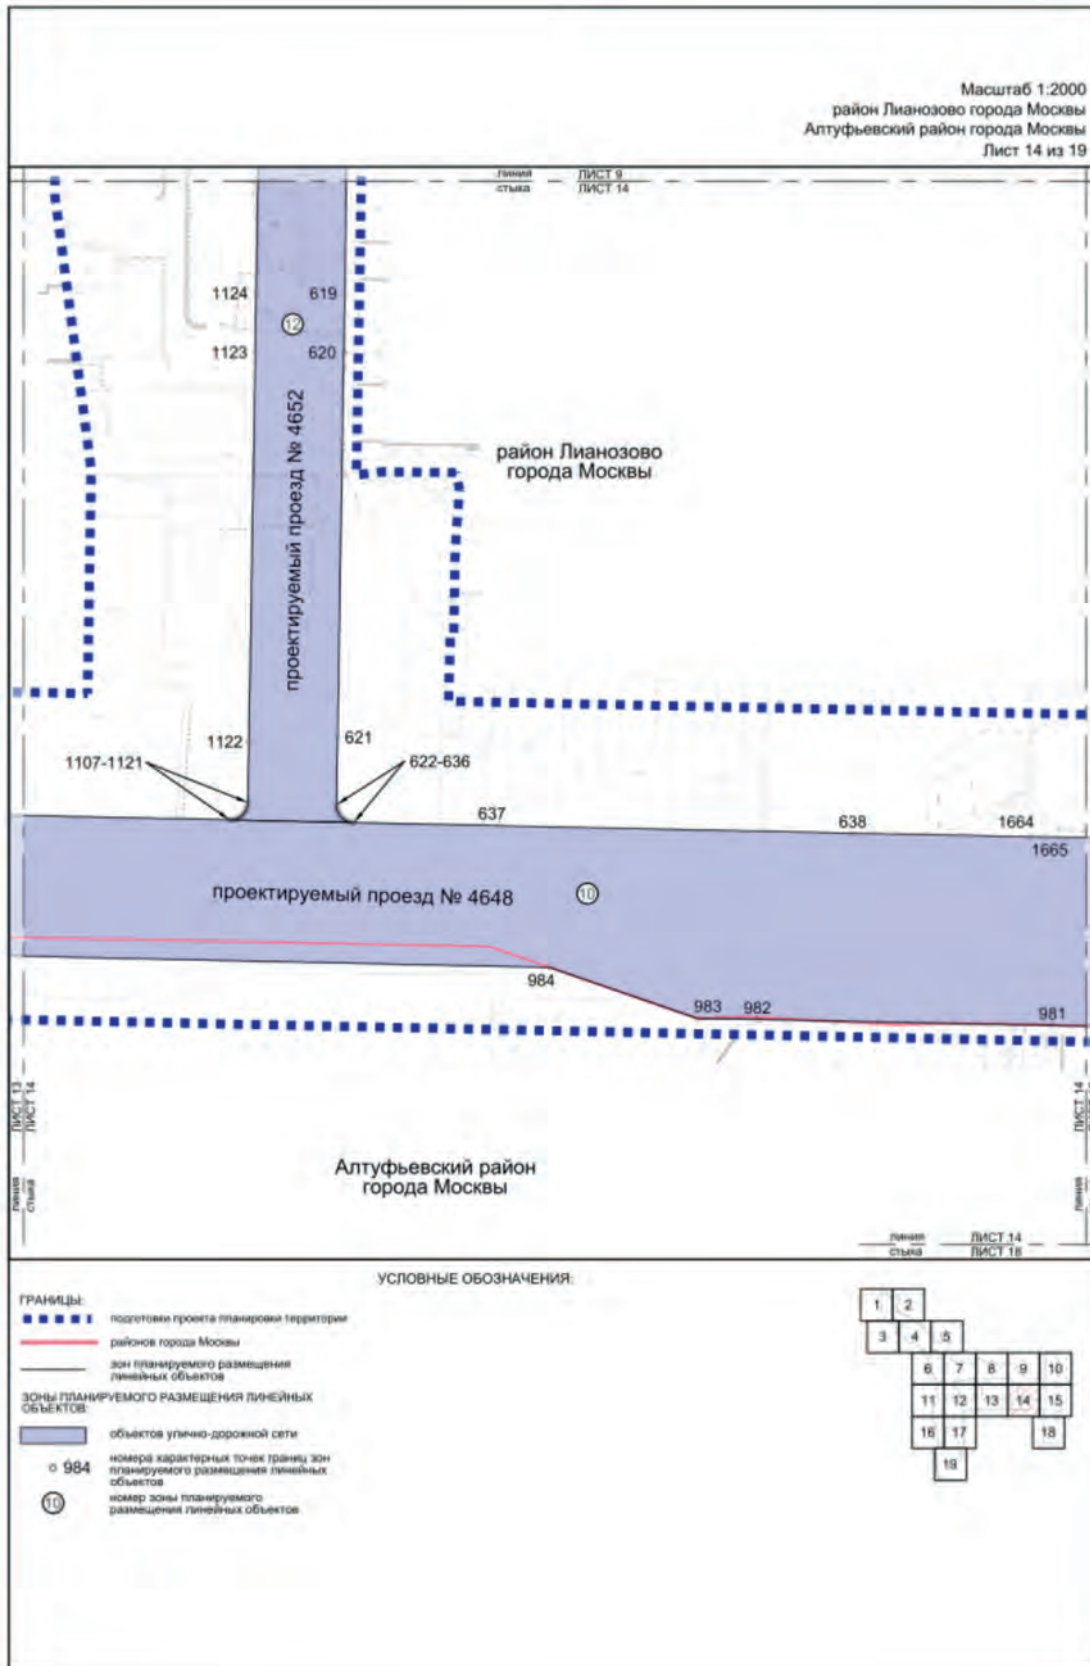 Масштаб 1:2000
район Лианозово города Москвы
Алтуфьевский район города Москвы
Лист 14 из 19
линия ЛИСТ 9
стыка ЛИСТ 14
1124 619
12
1123 620
проектируемый проезд № 4652
район Лианозово
города Москвы
1122 621
1107-1121 622-636
637 638 1664
1665
проектируемый проезд № 4648 10
984 983 982 981
линия ЛИСТ 13
стыка ЛИСТ 14
линия ЛИСТ 14
Алтуфьевский район
города Москвы
линия ЛИСТ 14
стыка ЛИСТ 18
УСЛОВНЫЕ ОБОЗНАЧЕНИЯ:
ГРАНИЦЫ:
подготовки проекта планировки территории
районов города Москвы
зон планируемого размещения
линейных объектов
ЗОНЫ ПЛАНИРУЕМОГО РАЗМЕЩЕНИЯ ЛИНЕЙНЫХ
ОБЪЕКТОВ:
объектов улично-дорожной сети
984 номера характерных точек границ зон
планируемого размещения линейных
объектов
10 номер зоны планируемого
размещения линейных объектов
1 2
3 4 5
6 7 8 9 10
11 12 13 14 15
16 17 18
19